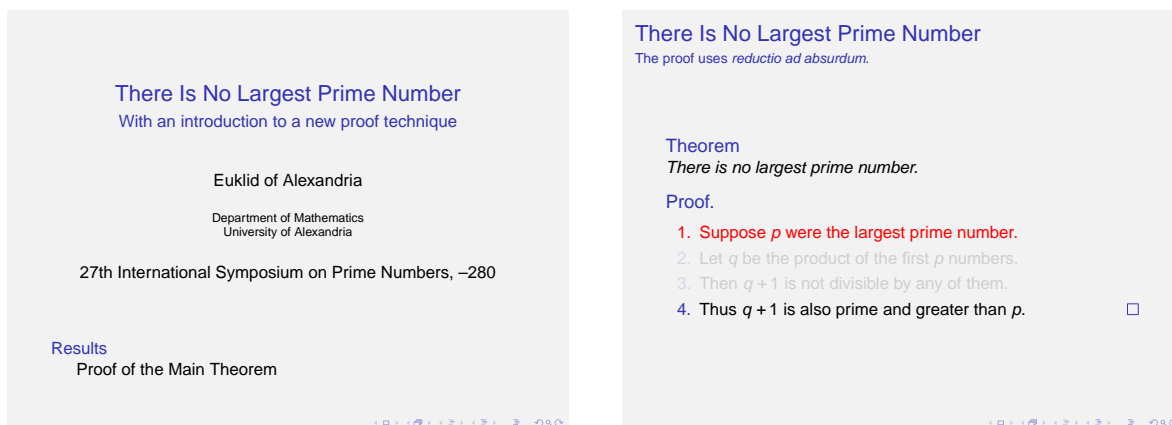 There Is No Largest Prime Number
With an introduction to a new proof technique
Euklid of Alexandria
Department of Mathematics
University of Alexandria
27th International Symposium on Prime Numbers, –280
Results
Proof of the Main Theorem
There Is No Largest Prime Number
The proof uses reductio ad absurdum.
Theorem
There is no largest prime number.
Proof.
1. Suppose p were the largest prime number.
2. Let q be the product of the first p numbers.
3. Then q + 1 is not divisible by any of them.
4. Thus q + 1 is also prime and greater than p.